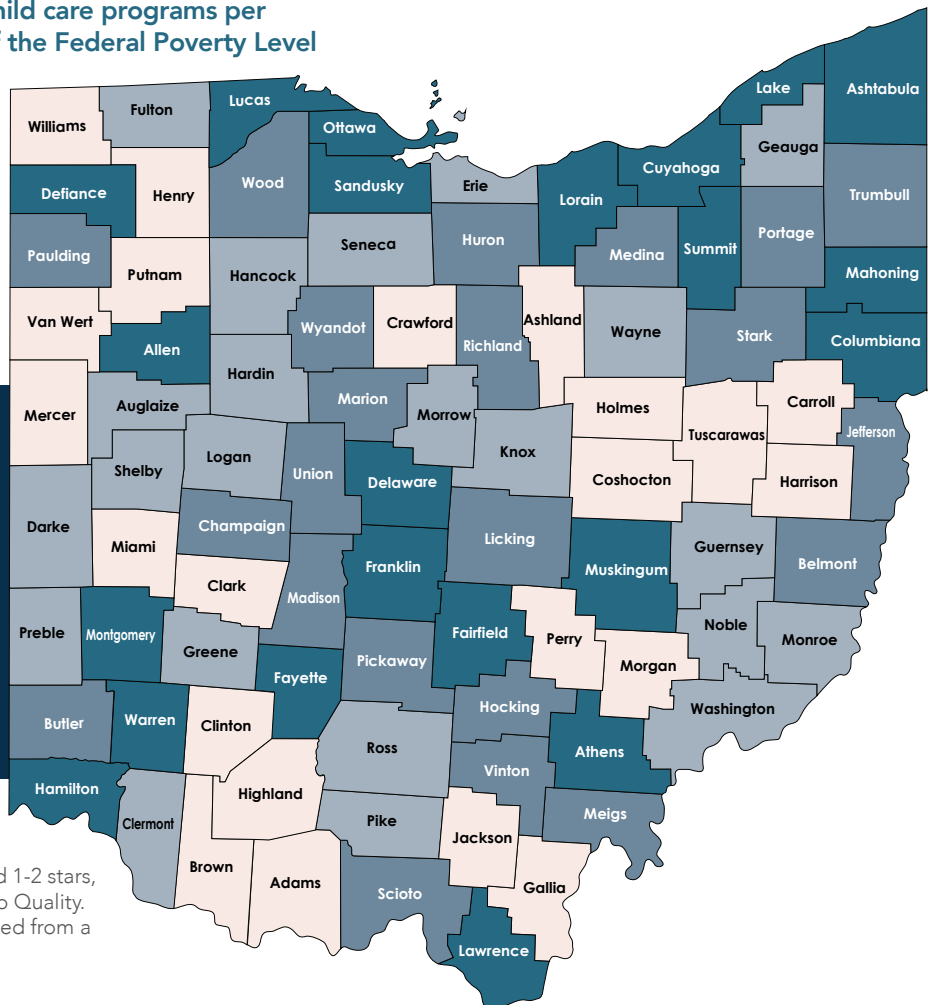 hild care programs per
f the Federal Poverty Level
Williams
Fulton
Lucas
Ottawa
Lake
Ashtabula
Geauga
Defiance
Henry
Wood
Sandusky
Erie
Lorain
Cuyahoga
Trumbull
Paulding
Putnam
Hancock
Seneca
Huron
Medina
Summit
Portage
Mahoning
Van Wert
Allen
Wyandot
Crawford
Richland
Ashland
Wayne
Stark
Columbiana
Mercer
Auglaize
Hardin
Marion
Morrow
Holmes
Tuscarawas
Carroll
Jefferson
Shelby
Logan
Union
Delaware
Knox
Coshocton
Harrison
Darke
Miami
Champaign
Licking
Muskingum
Guernsey
Belmont
Clark
Madison
Franklin
Preble
Montgomery
Greene
Fayette
Pickaway
Fairfield
Perry
Morgan
Noble
Monroe
Butler
Warren
Clinton
Ross
Hocking
Athens
Washington
Hamilton
Clermont
Highland
Pike
Vinton
Meigs
Jackson
Brown
Adams
Scioto
Gallia
Lawrence
d 1-2 stars,
o Quality.
ed from a